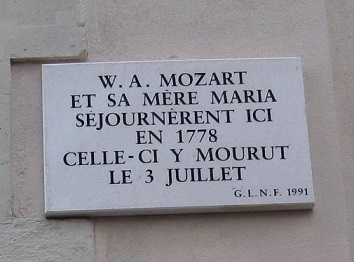 W. A. MOZART
ET SA MÈRE MARIA
SÉJOURNÈRENT ICI
EN 1778
CELLE-CI Y MOURUT
LE 3 JUILLET
G.L.N.F. 1991